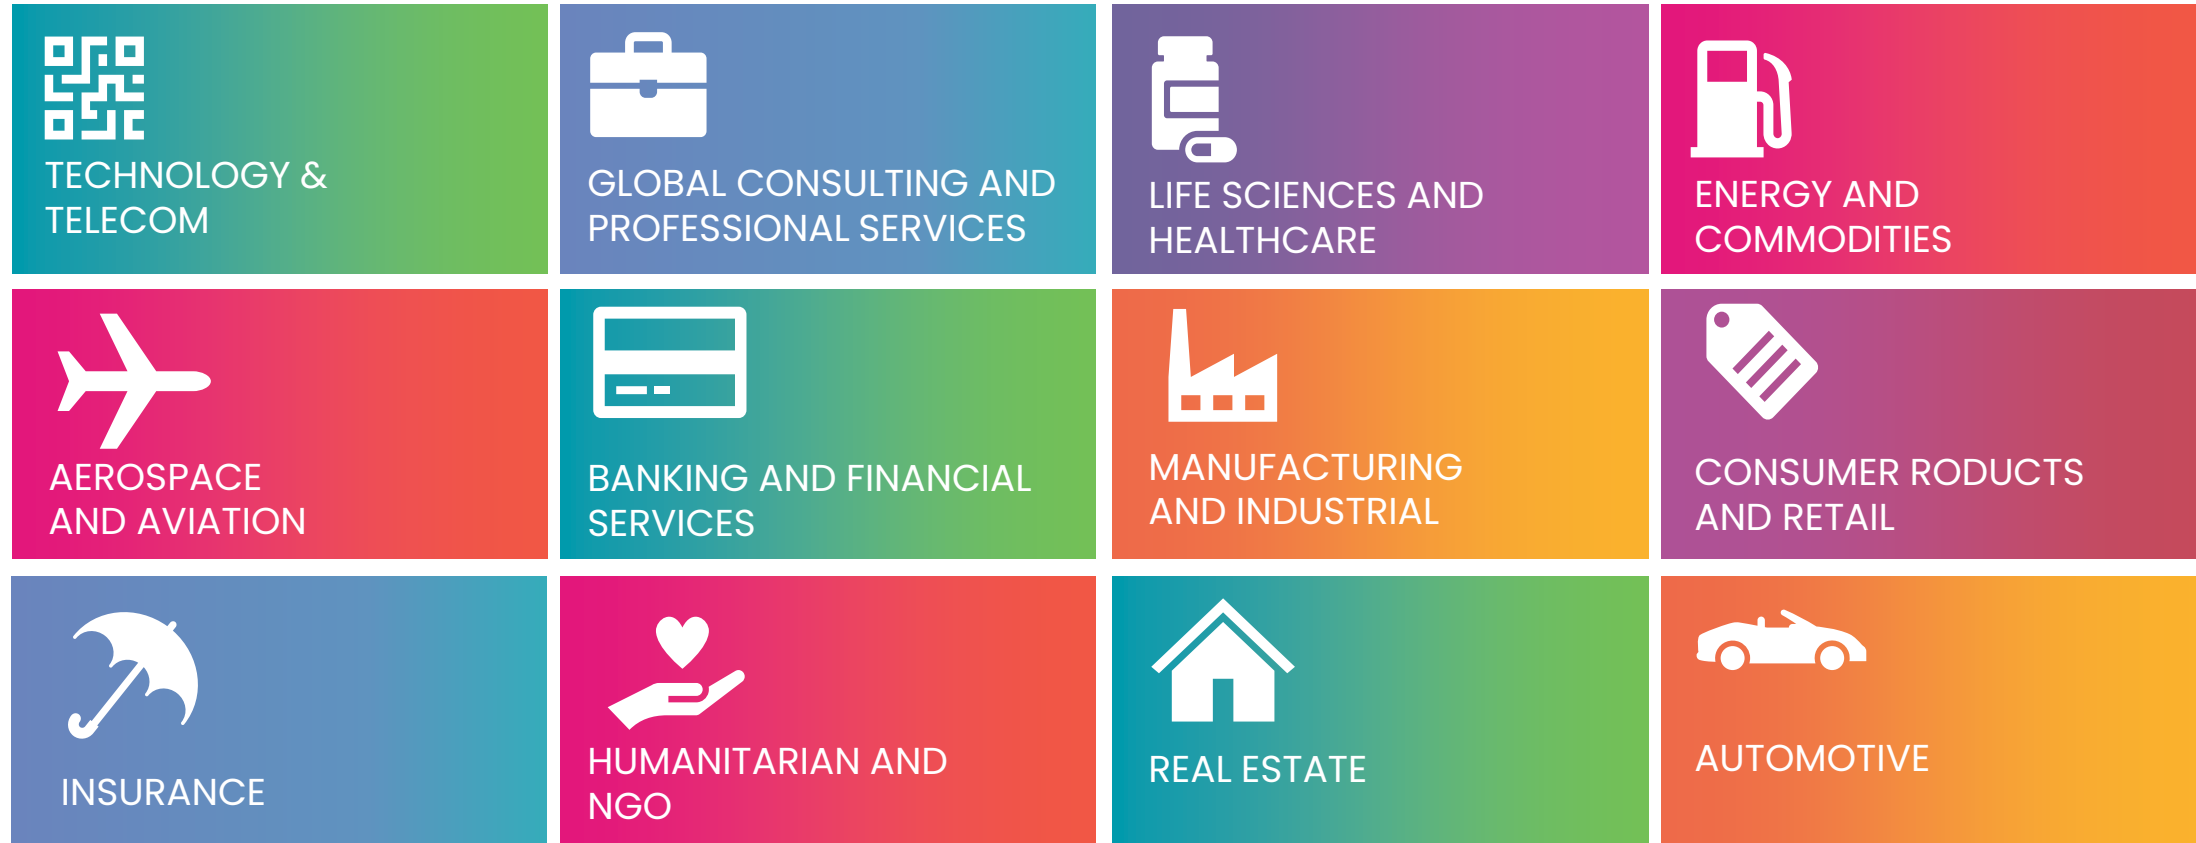 TECHNOLOGY &
TELECOM
GLOBAL CONSULTING AND
PROFESSIONAL SERVICES
LIFE SCIENCES AND
HEALTHCARE
ENERGY AND
COMMODITIES
AEROSPACE
AND AVIATION
BANKING AND FINANCIAL
SERVICES
MANUFACTURING
AND INDUSTRIAL
CONSUMER RODUCTS
AND RETAIL
INSURANCE
HUMANITARIAN AND
NGO
REAL ESTATE
AUTOMOTIVE